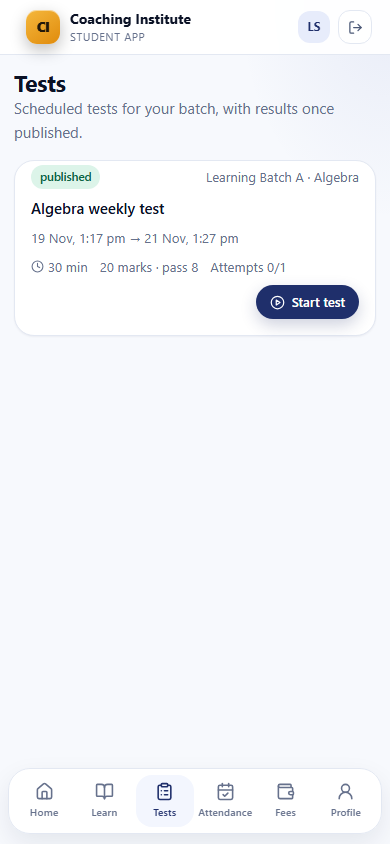 CI
Coaching Institute
STUDENT APP
LS
Tests
Scheduled tests for your batch, with results once
published.
published
Learning Batch A · Algebra
Algebra weekly test
19 Nov, 1:17 pm → 21 Nov, 1:27 pm
30 min 20 marks · pass 8 Attempts 0/1
Start test
Home Learn Tests Attendance Fees Profile